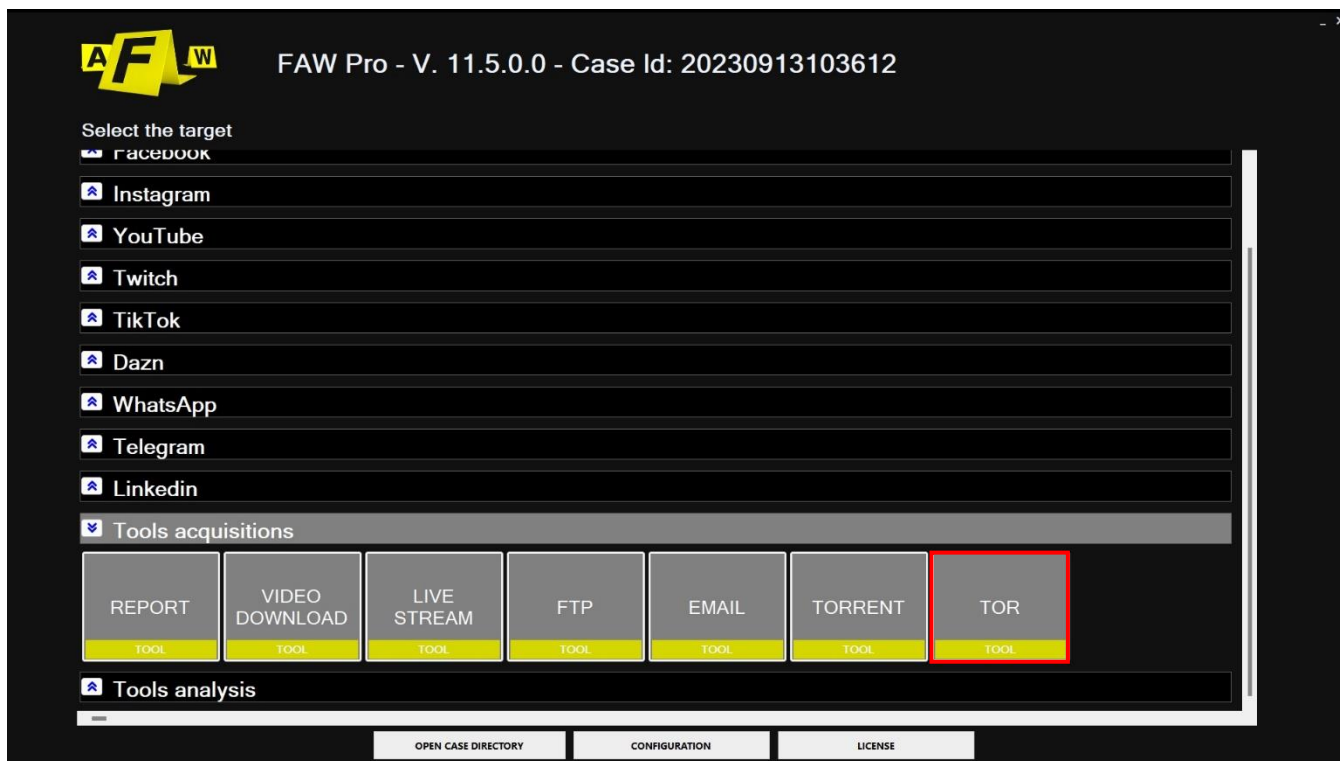 A F W
FAW Pro - V. 11.5.0.0 - Case Id: 20230913103612
Select the target
Facebook
Instagram
YouTube
Twitch
TikTok
Dazn
WhatsApp
Telegram
Linkedin
Tools acquisitions
REPORT
TOOL
VIDEO
DOWNLOAD
TOOL
LIVE
STREAM
TOOL
FTP
TOOL
EMAIL
TOOL
TORRENT
TOOL
TOR
TOOL
Tools analysis
OPEN CASE DIRECTORY
CONFIGURATION
LICENSE